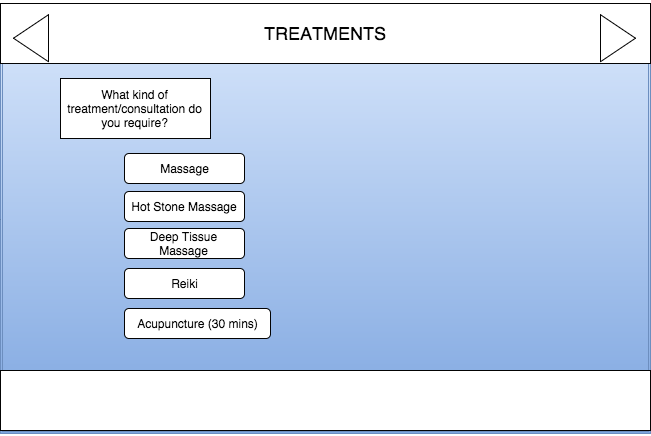 TREATMENTS
What kind of
treatment/consultation do
you require?
Massage
Hot Stone Massage
Deep Tissue
Massage
Reiki
Acupuncture (30 mins)